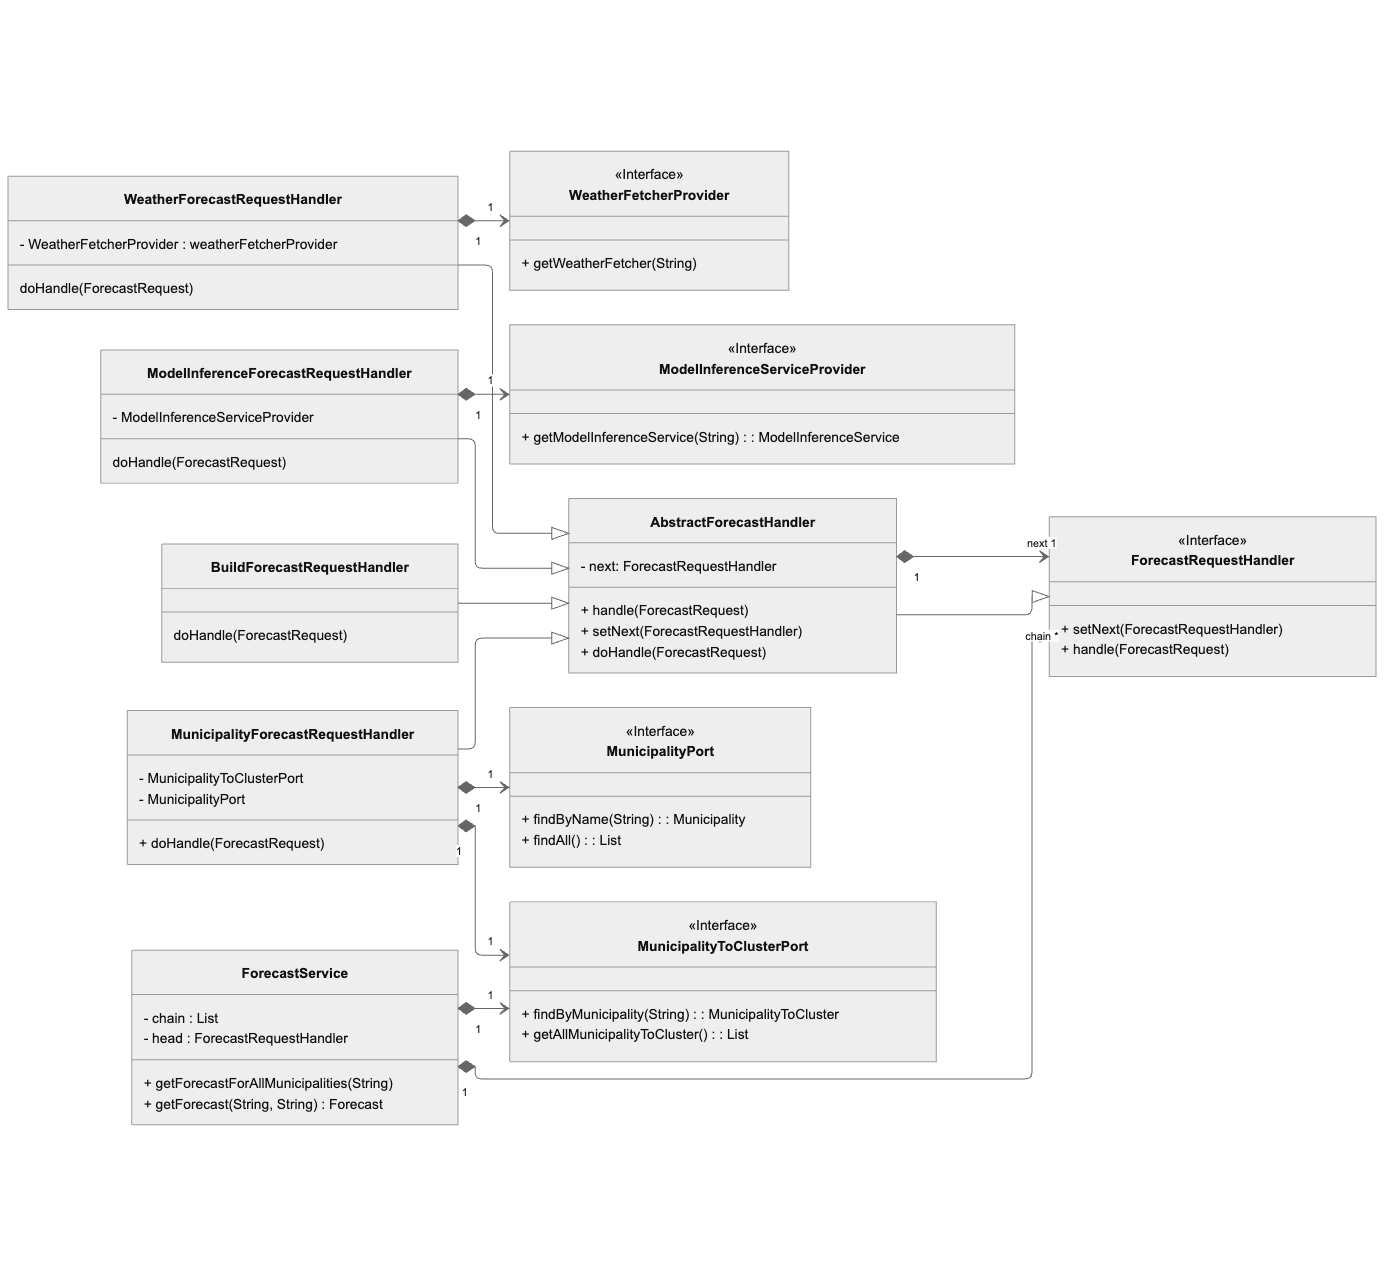 WeatherForecastRequestHandler
- WeatherFetcherProvider : weatherFetcherProvider
doHandle(ForecastRequest)
1
1
«Interface»
WeatherFetcherProvider
+ getWeatherFetcher(String)
ModelInferenceForecastRequestHandler
- ModelInferenceServiceProvider
doHandle(ForecastRequest)
1
1
«Interface»
ModelInferenceServiceProvider
+ getModelInferenceService(String) : : ModelInferenceService
BuildForecastRequestHandler
doHandle(ForecastRequest)
AbstractForecastHandler
- next: ForecastRequestHandler
+ handle(ForecastRequest)
+ setNext(ForecastRequestHandler)
+ doHandle(ForecastRequest)
next 1
1
chain *
«Interface»
ForecastRequestHandler
+ setNext(ForecastRequestHandler)
+ handle(ForecastRequest)
MunicipalityForecastRequestHandler
- MunicipalityToClusterPort
- MunicipalityPort
+ doHandle(ForecastRequest)
1
1
1
1
«Interface»
MunicipalityPort
+ findByName(String) : : Municipality
+ findAll() : : List
«Interface»
MunicipalityToClusterPort
+ findByMunicipality(String) : : MunicipalityToCluster
+ getAllMunicipalityToCluster() : : List
ForecastService
- chain : List
- head : ForecastRequestHandler
+ getForecastForAllMunicipalities(String)
+ getForecast(String, String) : Forecast
1
1
1